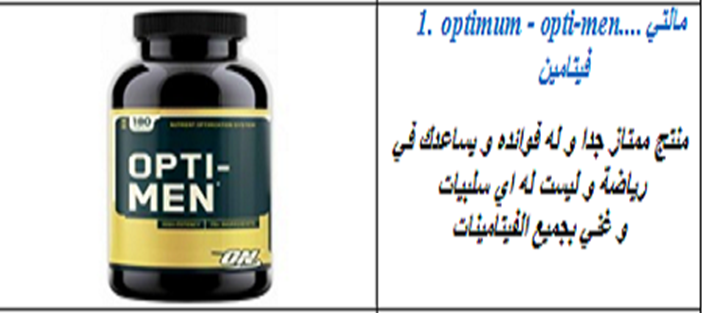 1. optimum - opti-men.... مالتي
فيتامين
منتج ممتاز جدا و له فوائده و يساعدك في
رياضة و ليست له اي سلبيات
و غني بجميع الفيتامينات
180
OPTI-
MEN
ON